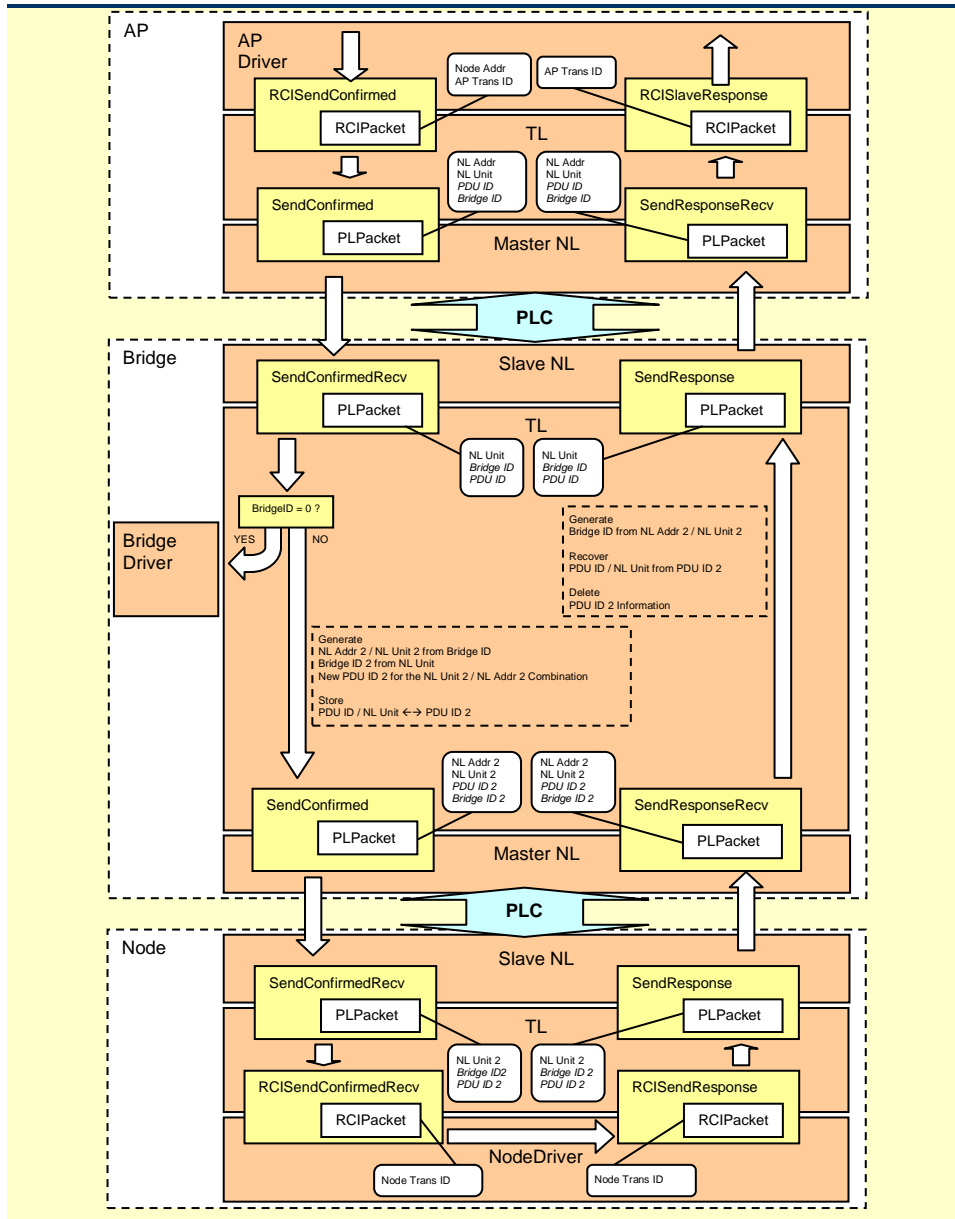 AP
AP
Driver
Node Addr
AP Trans ID
AP Trans ID
RCISendConfirmed
RCISlaveResponse
RCIPacket
RCIPacket
TL
NL Addr
NL Unit
PDU ID
Bridge ID
NL Addr
NL Unit
PDU ID
Bridge ID
SendConfirmed
SendResponseRecv
PLPacket
PLPacket
Master NL
PLC
Bridge
Slave NL
SendConfirmedRecv
SendResponse
PLPacket
PLPacket
TL
NL Unit
Bridge ID
PDU ID
NL Unit
Bridge ID
PDU ID
BridgeID = 0 ?
YES
NO
Bridge
Driver
Generate
Bridge ID from NL Addr 2 / NL Unit 2
Recover
PDU ID / NL Unit from PDU ID 2
Delete
PDU ID 2 Information
Generate
NL Addr 2 / NL Unit 2 from Bridge ID
Bridge ID 2 from NL Unit
New PDU ID 2 for the NL Unit 2 / NL Addr 2 Combination
Store
PDU ID / NL Unit ←→ PDU ID 2
NL Addr 2
NL Unit 2
PDU ID 2
Bridge ID 2
NL Addr 2
NL Unit 2
PDU ID 2
Bridge ID 2
SendConfirmed
SendResponseRecv
PLPacket
PLPacket
Master NL
PLC
Node
Slave NL
SendConfirmedRecv
SendResponse
PLPacket
PLPacket
TL
NL Unit 2
Bridge ID2
PDU ID 2
NL Unit 2
Bridge ID 2
PDU ID 2
RCISendConfirmedRecv
RCISendResponse
RCIPacket
RCIPacket
NodeDriver
Node Trans ID
Node Trans ID